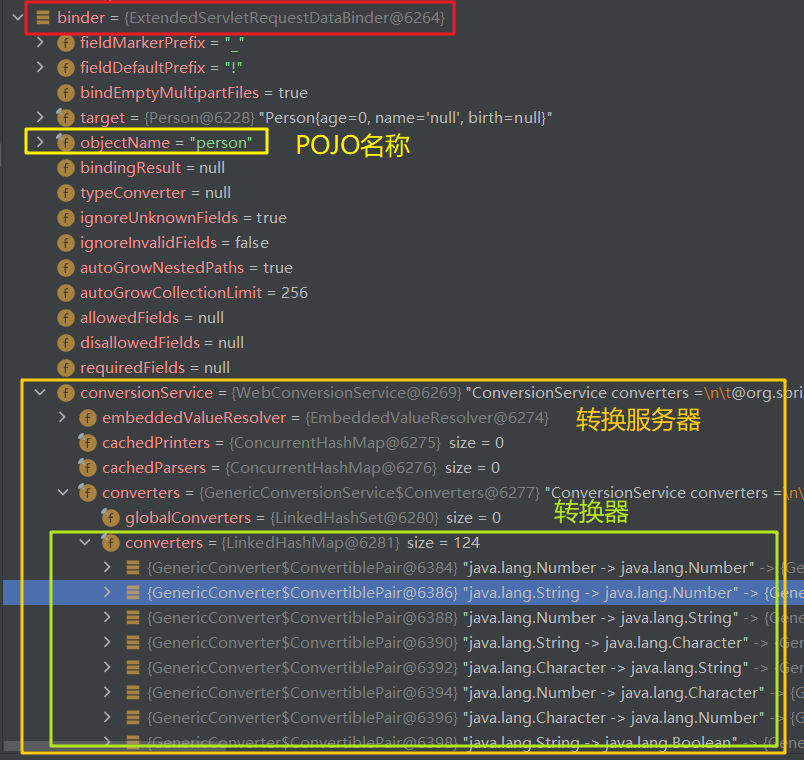 binder = {ExtendedServletRequestDataBinder@6264}
fieldMarkerPrefix = "_"
fieldDefaultPrefix = "!"
bindEmptyMultipartFiles = true
target = {Person@6228} "Person{age=0, name='null', birth=null}"
objectName = "person" POJO名称
bindingResult = null
typeConverter = null
ignoreUnknownFields = true
ignoreInvalidFields = false
autoGrowNestedPaths = true
autoGrowCollectionLimit = 256
allowedFields = null
disallowedFields = null
requiredFields = null
conversionService = {WebConversionService@6269} "ConversionService converters =\n\t@org.spri
embeddedValueResolver = {EmbeddedValueResolver@6274} 转换服务器
cachedPrinters = {ConcurrentHashMap@6275} size = 0
cachedParsers = {ConcurrentHashMap@6276} size = 0
converters = {GenericConversionService$Converters@6277} "ConversionService converters =\n\
globalConverters = {LinkedHashSet@6280} size = 0 转换器
converters = {LinkedHashMap@6281} size = 124
{GenericConverter$ConvertiblePair@6384} "java.lang.Number -> java.lang.Number" -> {Ge
{GenericConverter$ConvertiblePair@6386} "java.lang.String -> java.lang.Number" -> {Gene
{GenericConverter$ConvertiblePair@6388} "java.lang.Number -> java.lang.String" -> {Gene
{GenericConverter$ConvertiblePair@6390} "java.lang.String -> java.lang.Character" -> {Ger
{GenericConverter$ConvertiblePair@6392} "java.lang.Character -> java.lang.String" -> {Ger
{GenericConverter$ConvertiblePair@6394} "java.lang.Number -> java.lang.Character" -> {G
{GenericConverter$ConvertiblePair@6396} "java.lang.Character -> java.lang.Number" -> {G
{GenericConverter$ConvertiblePair@6398} "java.lang.String -> java.lang.Boolean" -> {Gene